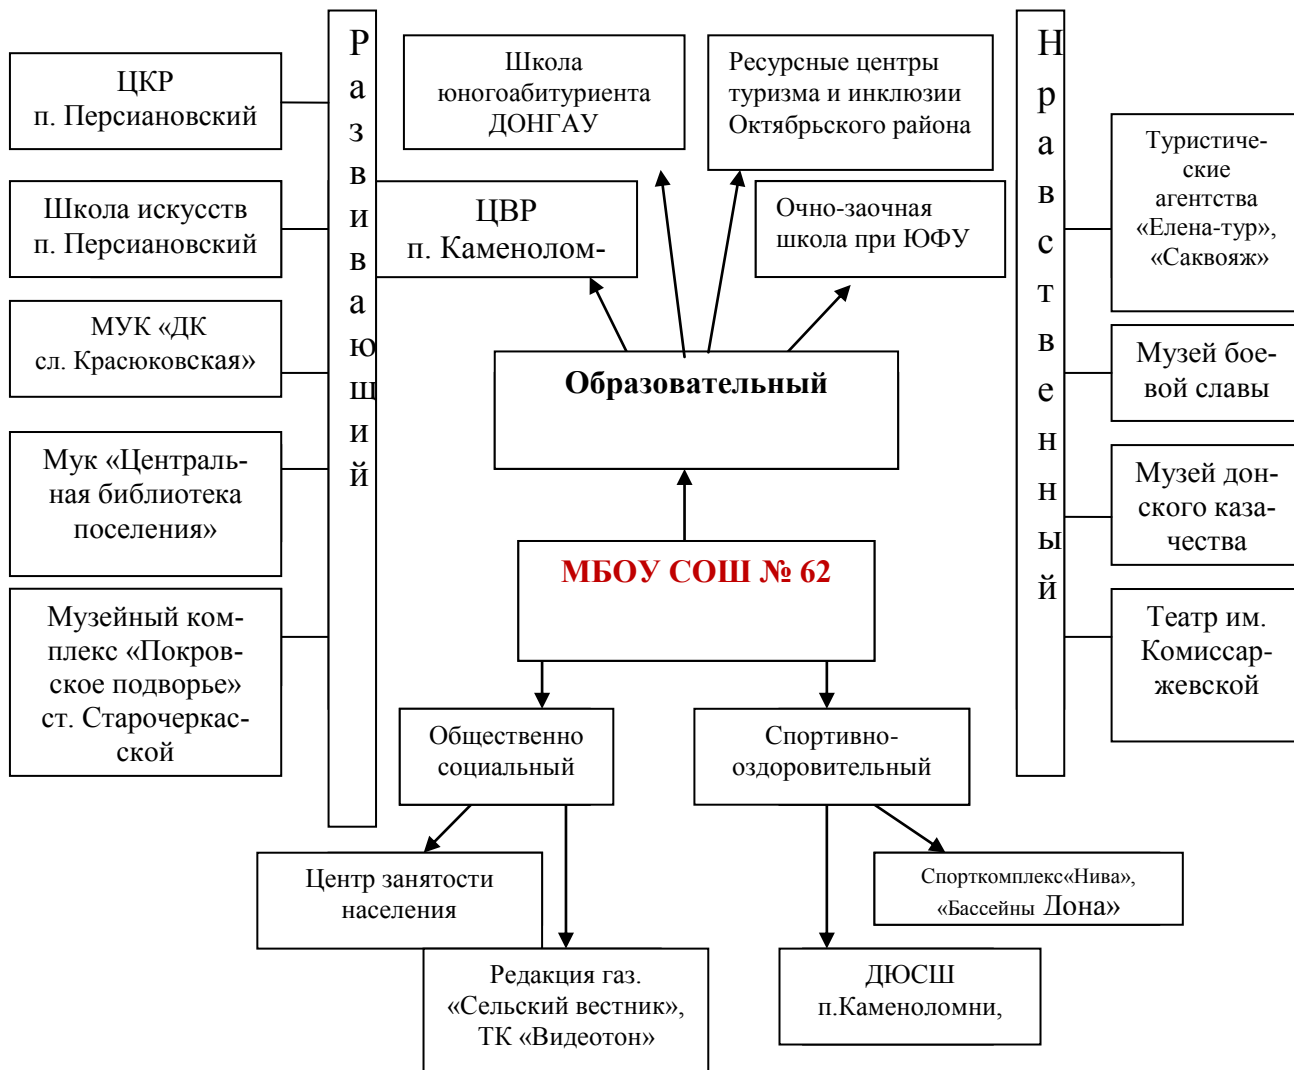 ЦКР
п. Персиановский
Школа искусств
п. Персиановский
МУК «ДК
сл. Красюковская»
Мук «Централь-
ная библиотека
поселения»
Музейный ком-
плекс «Покров-
ское подворье»
ст. Старочеркас-
ской
Развивающий
Школа
юногоабитуриента
ДОНГАУ
Ресурсные центры
туризма и инклюзии
Октябрьского района
ЦВР
п. Каменолом-
Очно-заочная
школа при ЮФУ
Образовательный
МБОУ СОШ № 62
Общественно
социальный
Спортивно-
оздоровительный
Центр занятости
населения
Редакция газ.
«Сельский вестник»,
ТК «Видеотон»
Спорткомплекс«Нива»,
«Бассейны Дона»
ДЮСШ
п.Каменоломни,
Нравственный
Туристиче-
ские
агентства
«Елена-тур»,
«Саквояж»
Музей бое-
вой славы
Музей дон-
ского каза-
чества
Театр им.
Комиссар-
жевской